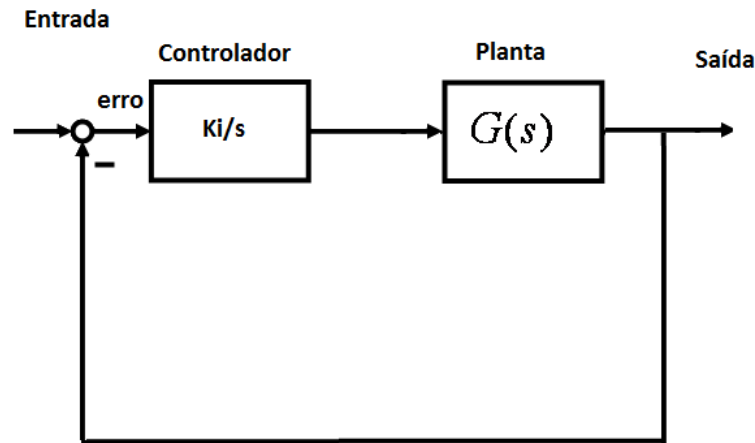 Entrada
Controlador
Planta
Saída
erro
Ki/s
G(s)
−